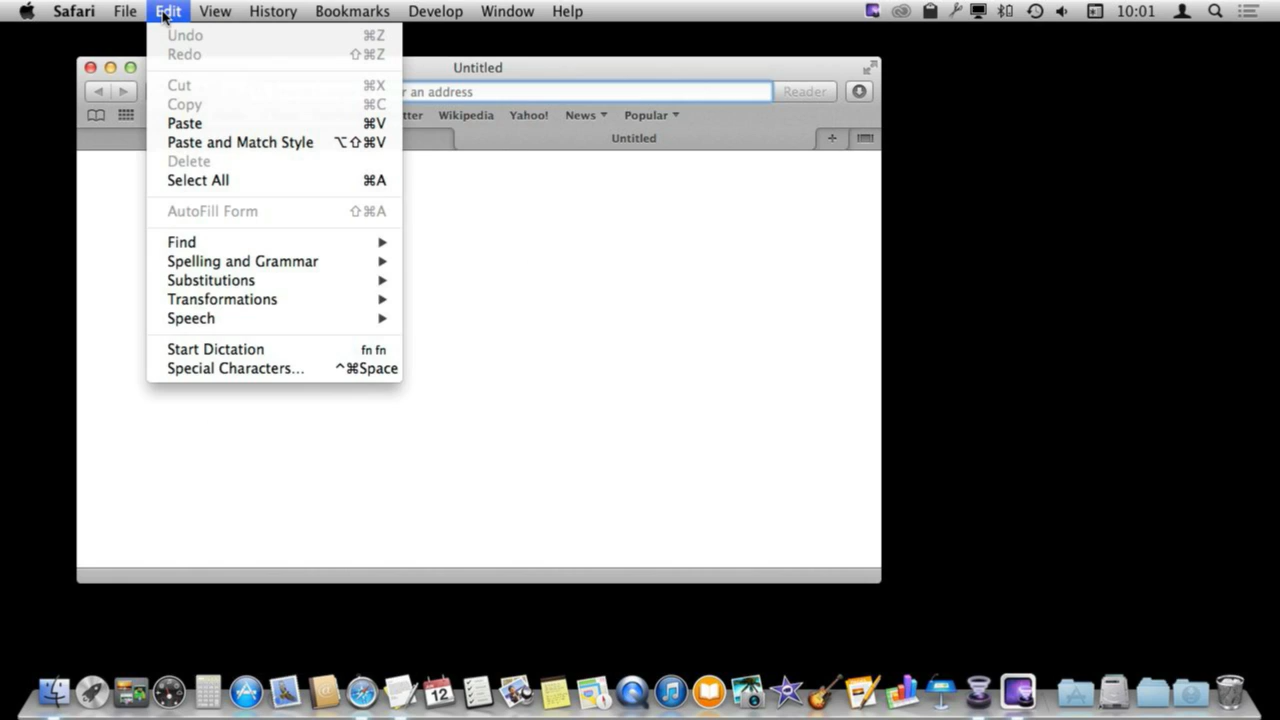 Safari File Edit View History Bookmarks Develop Window Help 10:01
Undo ⌘Z
Redo ⇧⌘Z
Cut ⌘X
Copy ⌘C
Paste ⌘V
Paste and Match Style ⌥⇧⌘V
Delete
Select All ⌘A
AutoFill Form ⇧⌘A
Find
Spelling and Grammar
Substitutions
Transformations
Speech
Start Dictation fn fn
Special Characters... ^⌘Space
Untitled
an address Reader
Wikipedia Yahoo! News Popular
Untitled +
12